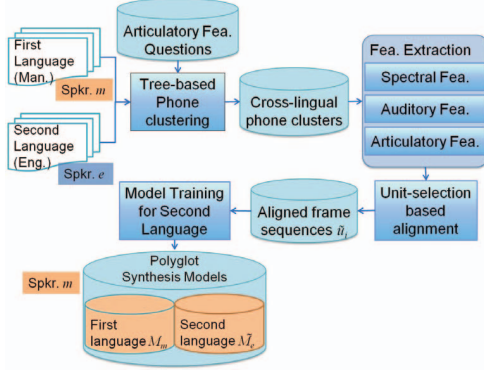 First
Language
(Man.)
Spkr. m
Second
Language
(Eng.)
Spkr. e
Articulatory Fea.
Questions
Tree-based
Phone
clustering
Cross-lingual
phone clusters
Fea. Extraction
Spectral Fea.
Auditory Fea.
Articulatory Fea.
Unit-selection
based
alignment
Aligned frame
sequences ũᵢ
Model Training
for Second
Language
Polyglot
Synthesis Models
Spkr. m
First
language Mₘ
Second
language M̃ₑ